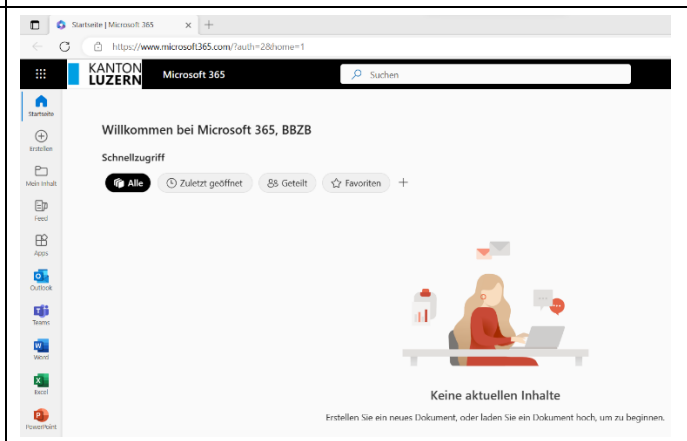 Startseite | Microsoft 365
https://www.microsoft365.com/?auth=2&home=1
KANTON
LUZERN
Microsoft 365
Suchen
Startseite
Erstellen
Mein Inhalt
Feed
Apps
Outlook
Teams
Word
Excel
PowerPoint
Willkommen bei Microsoft 365, BBZB
Schnellzugriff
Alle
Zuletzt geöffnet
Geteilt
Favoriten
Keine aktuellen Inhalte
Erstellen Sie ein neues Dokument, oder laden Sie ein Dokument hoch, um zu beginnen.